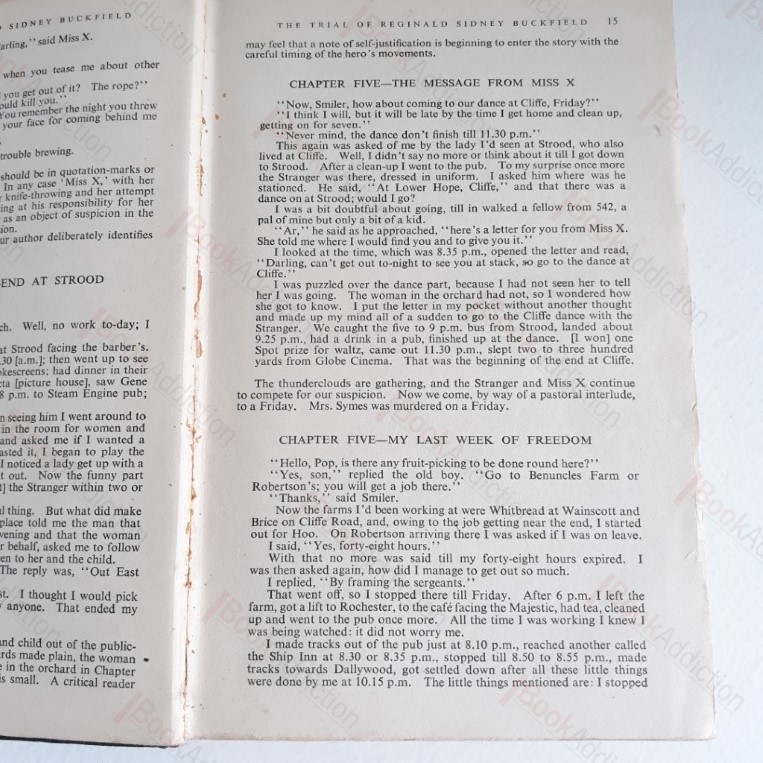 SIDNEY BUCKFIELD
arling," said Miss X.
when you tease me about other
you get out of it? The rope?"
ould kill you."
You remember the night you threw
your face for coming behind me
trouble brewing.
should be in quotation-marks or
In any case 'Miss X,' with her
knife-throwing and her attempt
ing at his responsibility for her
as an object of suspicion in the
ion.
ur author deliberately identifies
END AT STROOD
ch. Well, no work to-day; I
at Strood facing the barber's.
.30 [a.m.]; then went up to see
okescreens; had dinner in their
cta [picture house], saw Gene
8 p.m. to Steam Engine pub;
n seeing him I went around to
in the room for women and
and asked me if I wanted a
asted it, I began to play the
I noticed a lady get up with a
t out. Now the funny part
t] the Stranger within two or
al thing. But what did make
place told me the man that
vening and that the woman
r behalf, asked me to follow
en to her and the child.
The reply was, "Out East
st. I thought I would pick
anyone. That ended my
and child out of the public-
rds made plain, the woman
e in the orchard in Chapter
is small. A critical reader
THE TRIAL OF REGINALD SIDNEY BUCKFIELD 15
may feel that a note of self-justification is beginning to enter the story with the
careful timing of the hero's movements.
CHAPTER FIVE—THE MESSAGE FROM MISS X
"Now, Smiler, how about coming to our dance at Cliffe, Friday?"
"I think I will, but it will be late by the time I get home and clean up,
getting on for seven."
"Never mind, the dance don't finish till 11.30 p.m."
This again was asked of me by the lady I'd seen at Strood, who also
lived at Cliffe. Well, I didn't say no more or think about it till I got down
to Strood. After a clean-up I went to the pub. To my surprise once more
the Stranger was there, dressed in uniform. I asked him where he was
stationed. He said, "At Lower Hope, Cliffe," and that there was a
dance on at Strood; would I go?
I was a bit doubtful about going, till in walked a fellow from 542, a
pal of mine but only a bit of a kid.
"Ar," he said as he approached, "here's a letter for you from Miss X.
She told me where I would find you and to give you it."
I looked at the time, which was 8.35 p.m., opened the letter and read,
"Darling, can't get out to-night to see you at stack, so go to the dance at
Cliffe."
I was puzzled over the dance part, because I had not seen her to tell
her I was going. The woman in the orchard had not, so I wondered how
she got to know. I put the letter in my pocket without another thought
and made up my mind all of a sudden to go to the Cliffe dance with the
Stranger. We caught the five to 9 p.m. bus from Strood, landed about
9.25 p.m., had a drink in a pub, finished up at the dance. [I won] one
Spot prize for waltz, came out 11.30 p.m., slept two to three hundred
yards from Globe Cinema. That was the beginning of the end at Cliffe.
The thunderclouds are gathering, and the Stranger and Miss X continue
to compete for our suspicion. Now we come, by way of a pastoral interlude,
to a Friday. Mrs. Symes was murdered on a Friday.
CHAPTER FIVE—MY LAST WEEK OF FREEDOM
"Hello, Pop, is there any fruit-picking to be done round here?"
"Yes, son," replied the old boy. "Go to Benuncles Farm or
Robertson's; you will get a job there."
"Thanks," said Smiler.
Now the farms I'd been working at were Whitbread at Wainscott and
Brice on Cliffe Road, and, owing to the job getting near the end, I started
out for Hoo. On Robertson arriving there I was asked if I was on leave.
I said, "Yes, forty-eight hours."
With that no more was said till my forty-eight hours expired. I
was then asked again, how did I manage to get out so much.
I replied, "By framing the sergeants."
That went off, so I stopped there till Friday. After 6 p.m. I left the
farm, got a lift to Rochester, to the café facing the Majestic, had tea, cleaned
up and went to the pub once more. All the time I was working I knew I
was being watched: it did not worry me.
I made tracks out of the pub just at 8.10 p.m., reached another called
the Ship Inn at 8.30 or 8.35 p.m., stopped till 8.50 to 8.55 p.m., made
tracks towards Dallywood, got settled down after all these little things
were done by me at 10.15 p.m. The little things mentioned are: I stopped
BookAddiction